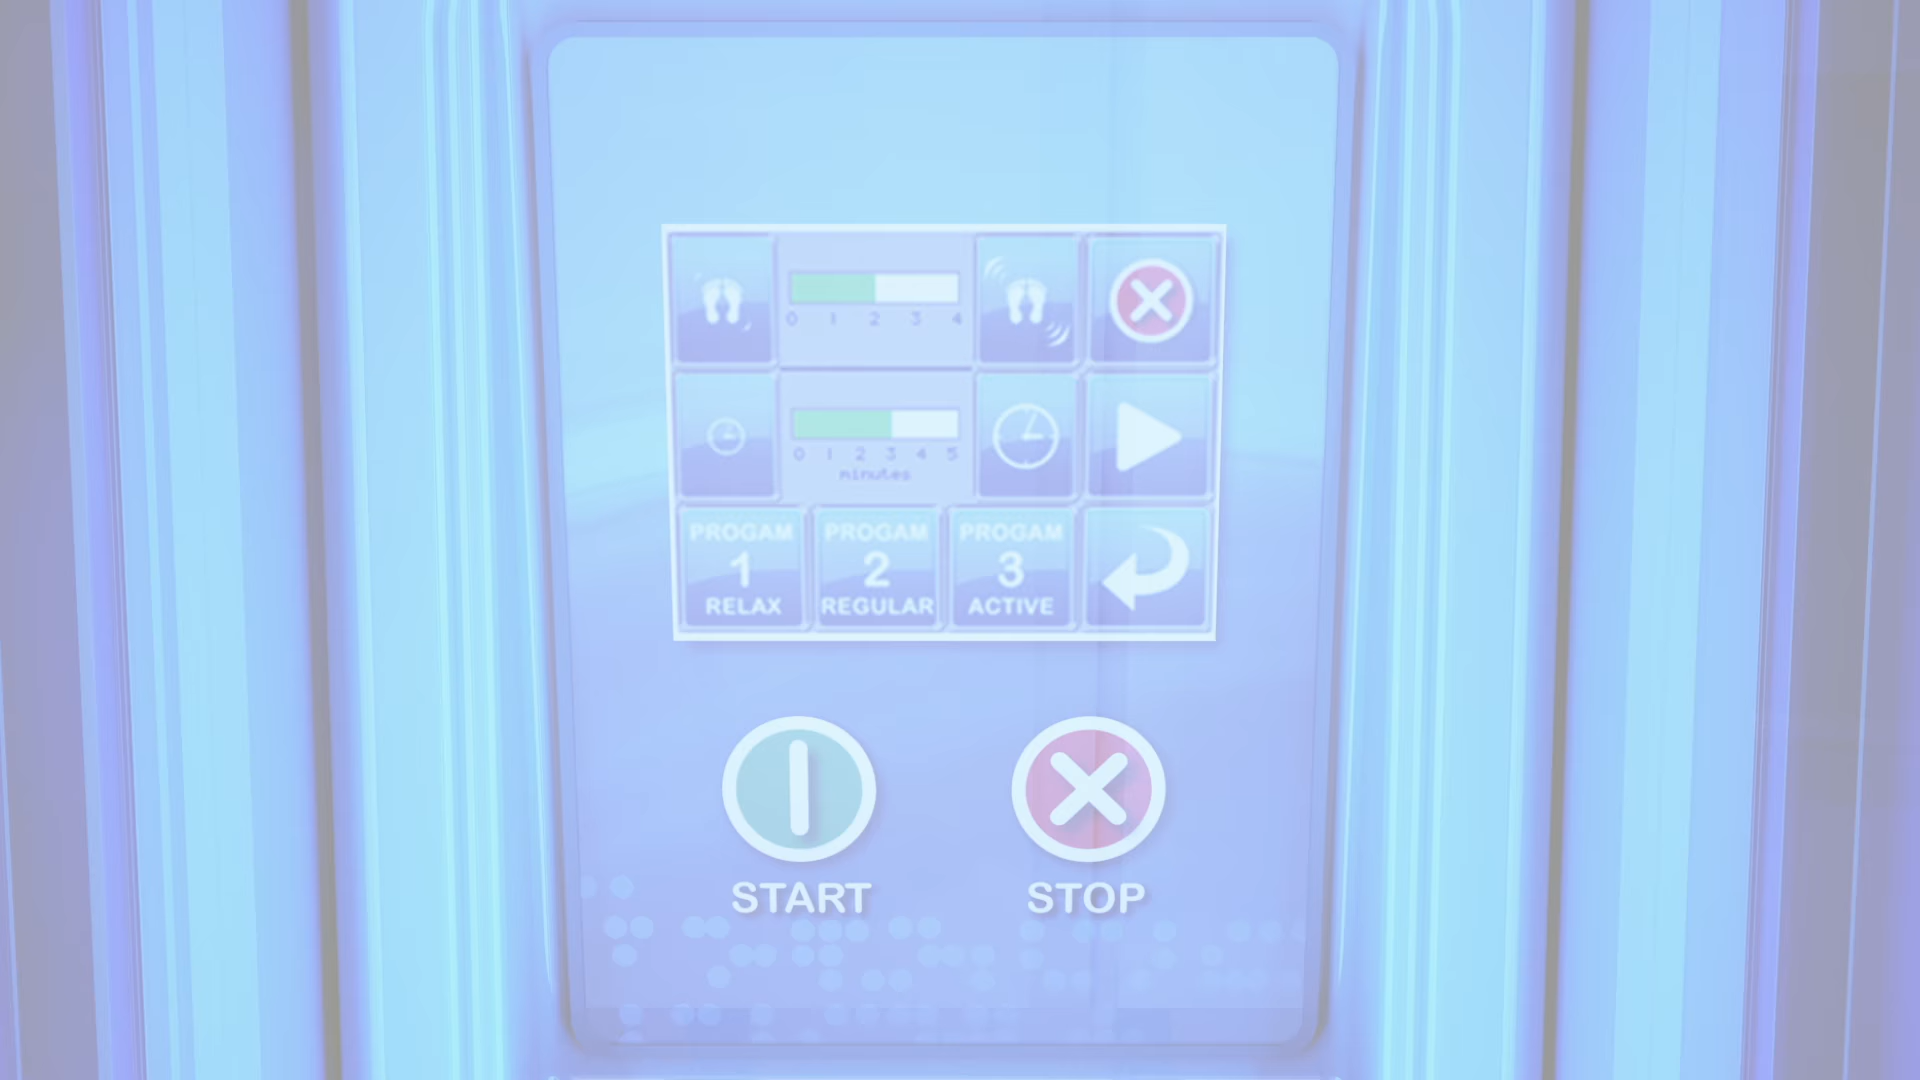 0 1 2 3 4
0 1 2 3 4 5
minutes
PROGAM
1
RELAX
PROGAM
2
REGULAR
PROGAM
3
ACTIVE
START
STOP